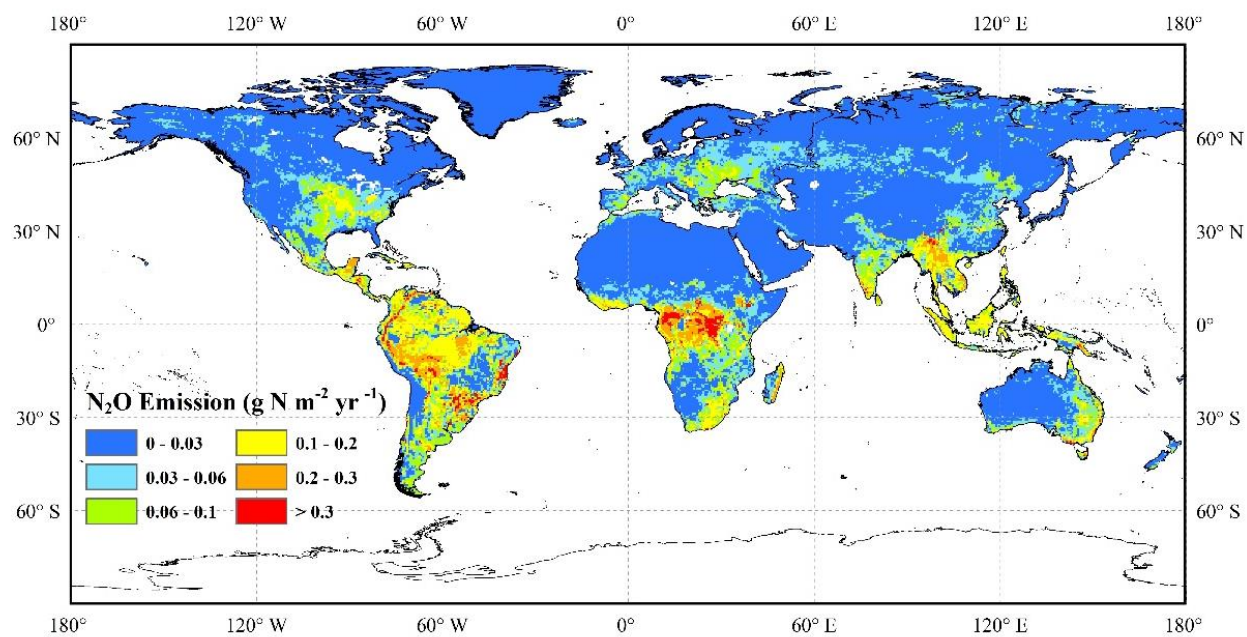 180° 120° W 60° W 0° 60° E 120° E 180°
60° N 60° N
30° N 30° N
0° 0°
N₂O Emission (g N m⁻² yr ⁻¹)
30° S 30° S
0 - 0.03 0.1 - 0.2
0.03 - 0.06 0.2 - 0.3
0.06 - 0.1 > 0.3
60° S 60° S
180° 120° W 60° W 0° 60° E 120° E 180°